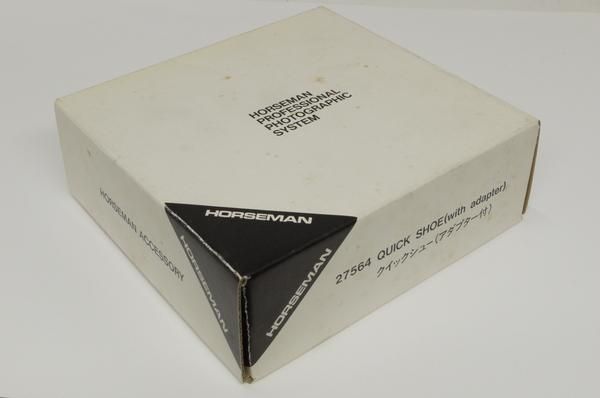 HORSEMAN
PROFESSIONAL
PHOTOGRAPHIC
SYSTEM
HORSEMAN
HORSEMAN
HORSEMAN
HORSEMAN ACCESSORY
27564 QUICK SHOE(with adapter)
クイックシュー(アダプター付)